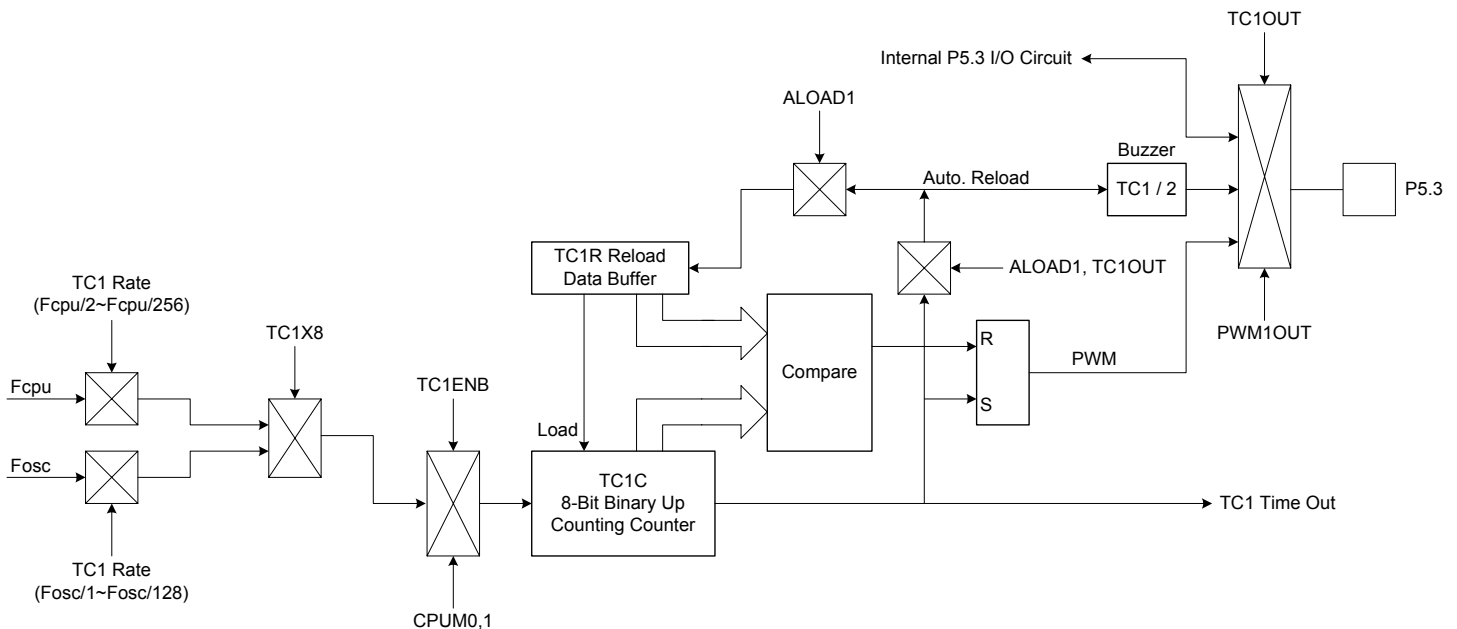 TC1OUT
Internal P5.3 I/O Circuit
ALOAD1
Buzzer
Auto. Reload
TC1 / 2
P5.3
TC1R Reload
Data Buffer
ALOAD1, TC1OUT
TC1 Rate
(Fcpu/2~Fcpu/256)
TC1X8
PWM1OUT
R
PWM
Compare
Fcpu
TC1ENB
S
Load
Fosc
TC1C
8-Bit Binary Up
Counting Counter
TC1 Time Out
TC1 Rate
(Fosc/1~Fosc/128)
CPUM0,1